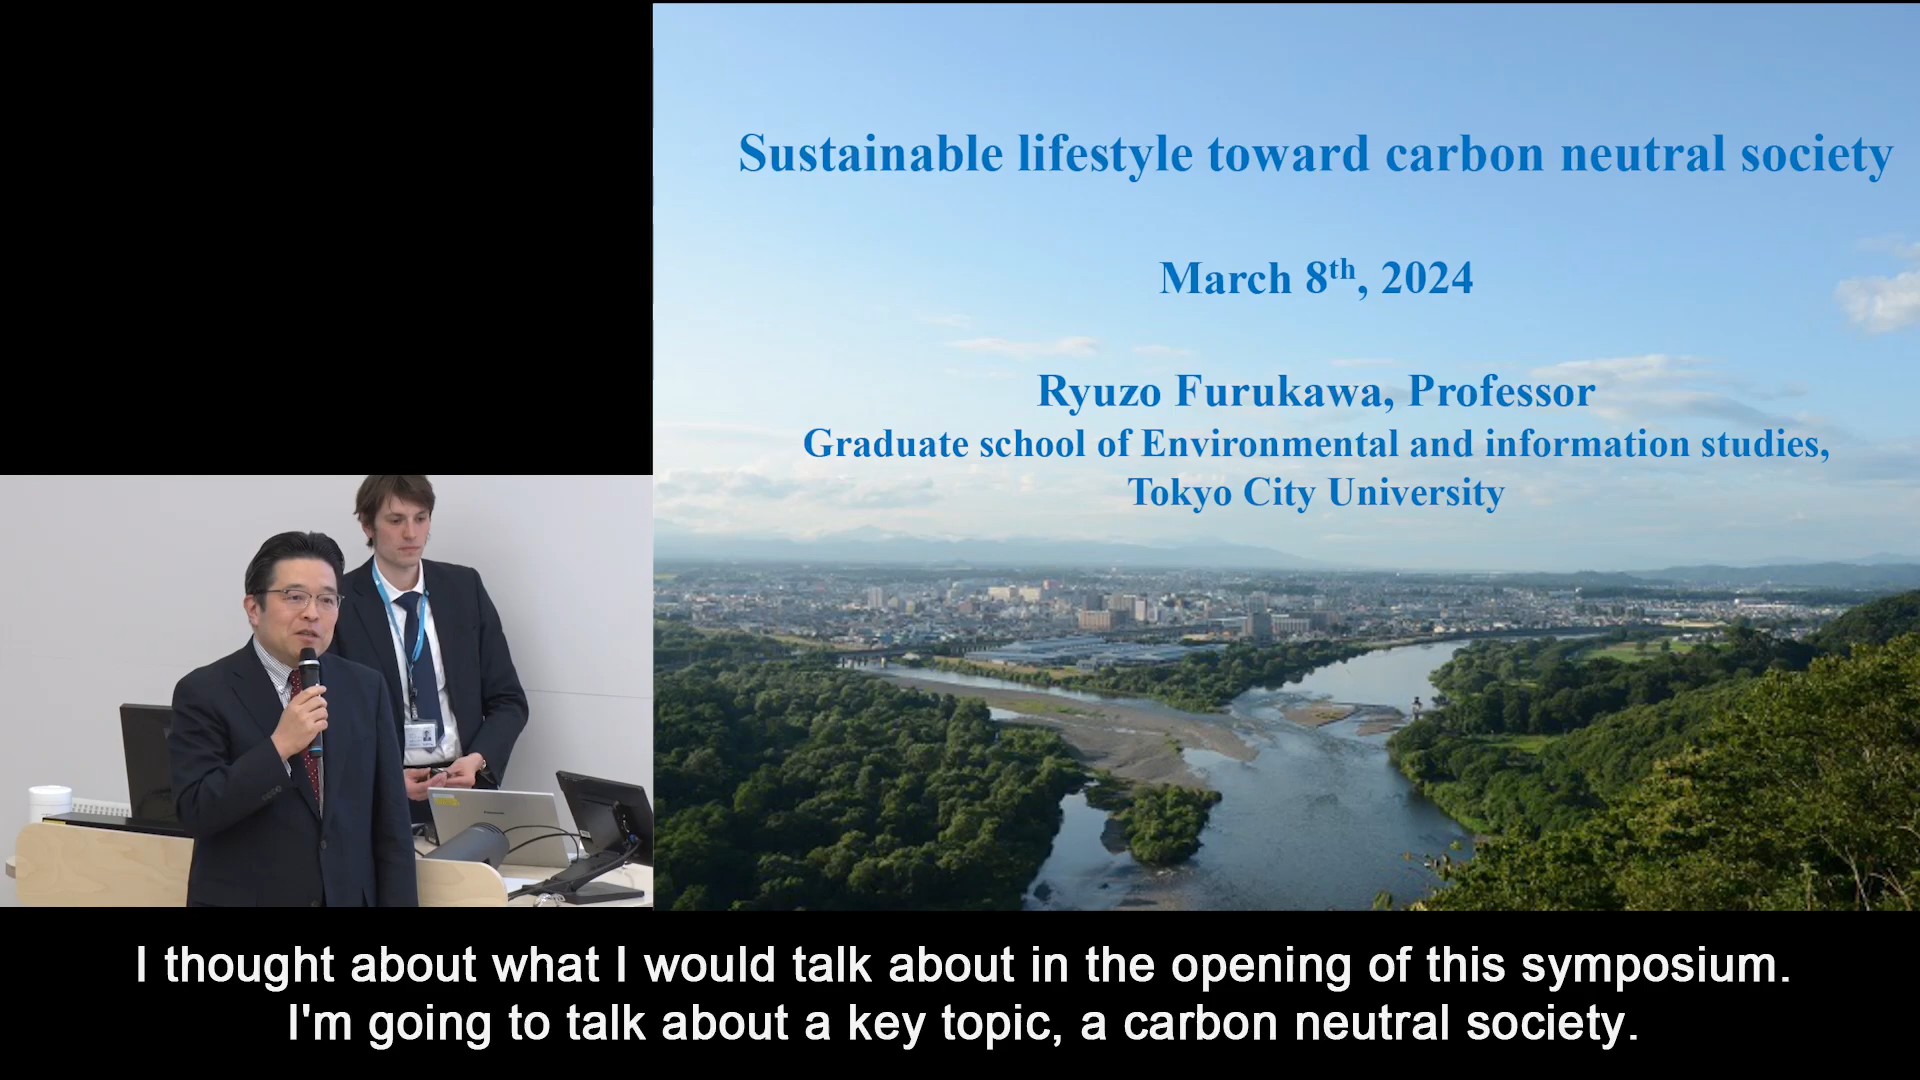 Sustainable lifestyle toward carbon neutral society
March 8th, 2024
Ryuzo Furukawa, Professor
Graduate school of Environmental and information studies,
Tokyo City University
I thought about what I would talk about in the opening of this symposium.
I'm going to talk about a key topic, a carbon neutral society.